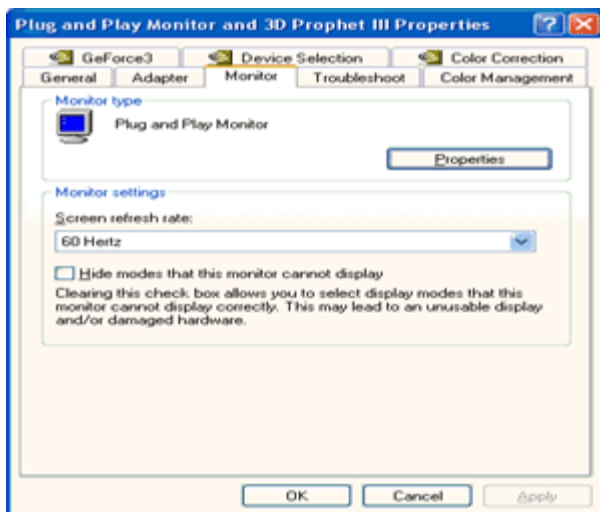 Plug and Play Monitor and 3D Prophet III Properties
GeForce3 Device Selection Color Correction
General Adapter Monitor Troubleshoot Color Management
Monitor type
Plug and Play Monitor
Properties
Monitor settings
Screen refresh rate:
60 Hertz
Hide modes that this monitor cannot display
Clearing this check box allows you to select display modes that this
monitor cannot display correctly. This may lead to an unusable display
and/or damaged hardware.
OK Cancel Apply